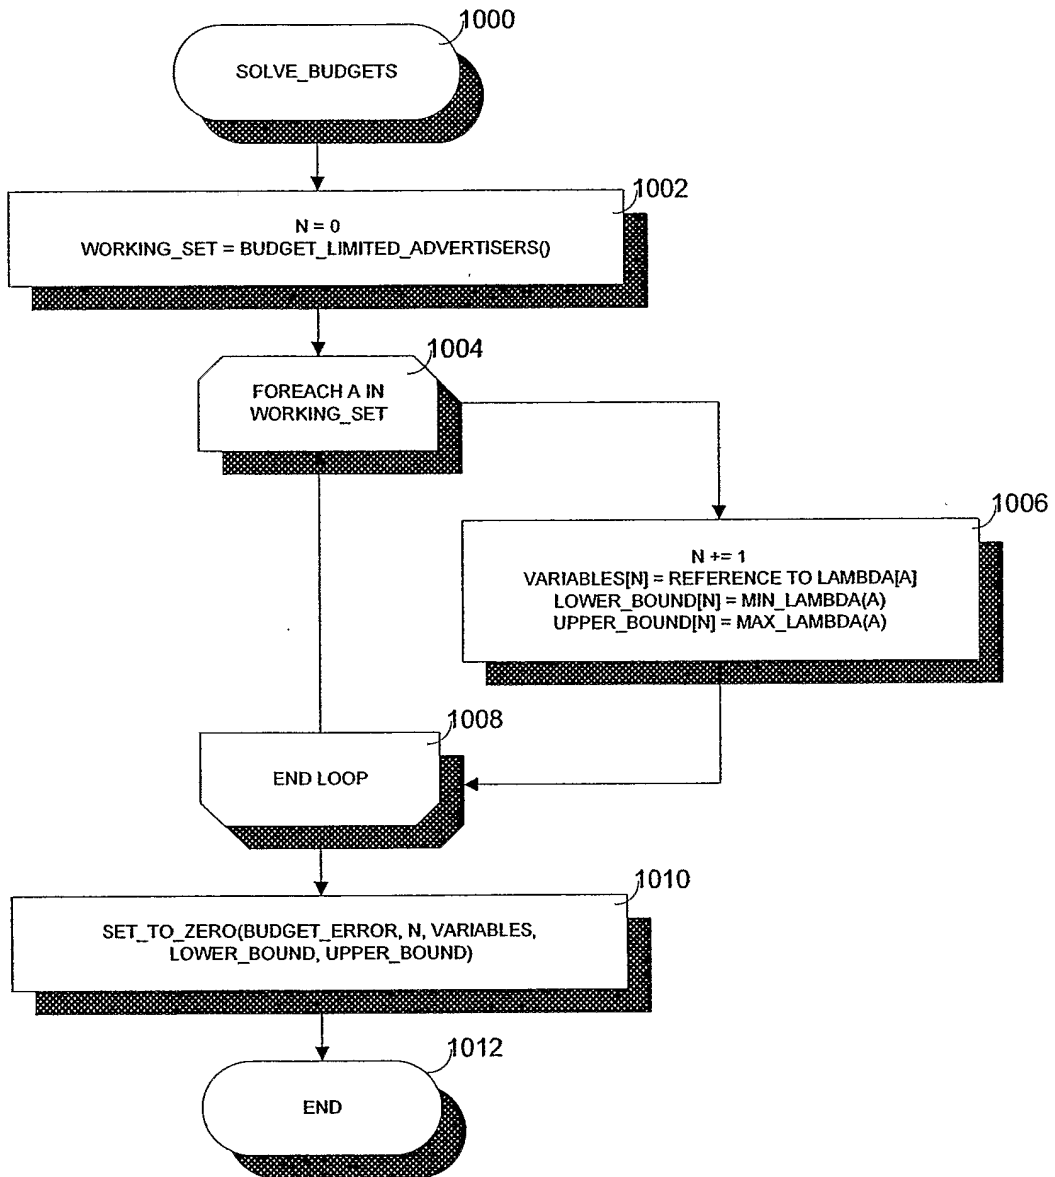 1000
SOLVE_BUDGETS
1002
N = 0
WORKING_SET = BUDGET_LIMITED_ADVERTISERS()
1004
FOREACH A IN
WORKING_SET
1006
N += 1
VARIABLES[N] = REFERENCE TO LAMBDA[A]
LOWER_BOUND[N] = MIN_LAMBDA(A)
UPPER_BOUND[N] = MAX_LAMBDA(A)
1008
END LOOP
1010
SET_TO_ZERO(BUDGET_ERROR, N, VARIABLES,
LOWER_BOUND, UPPER_BOUND)
1012
END